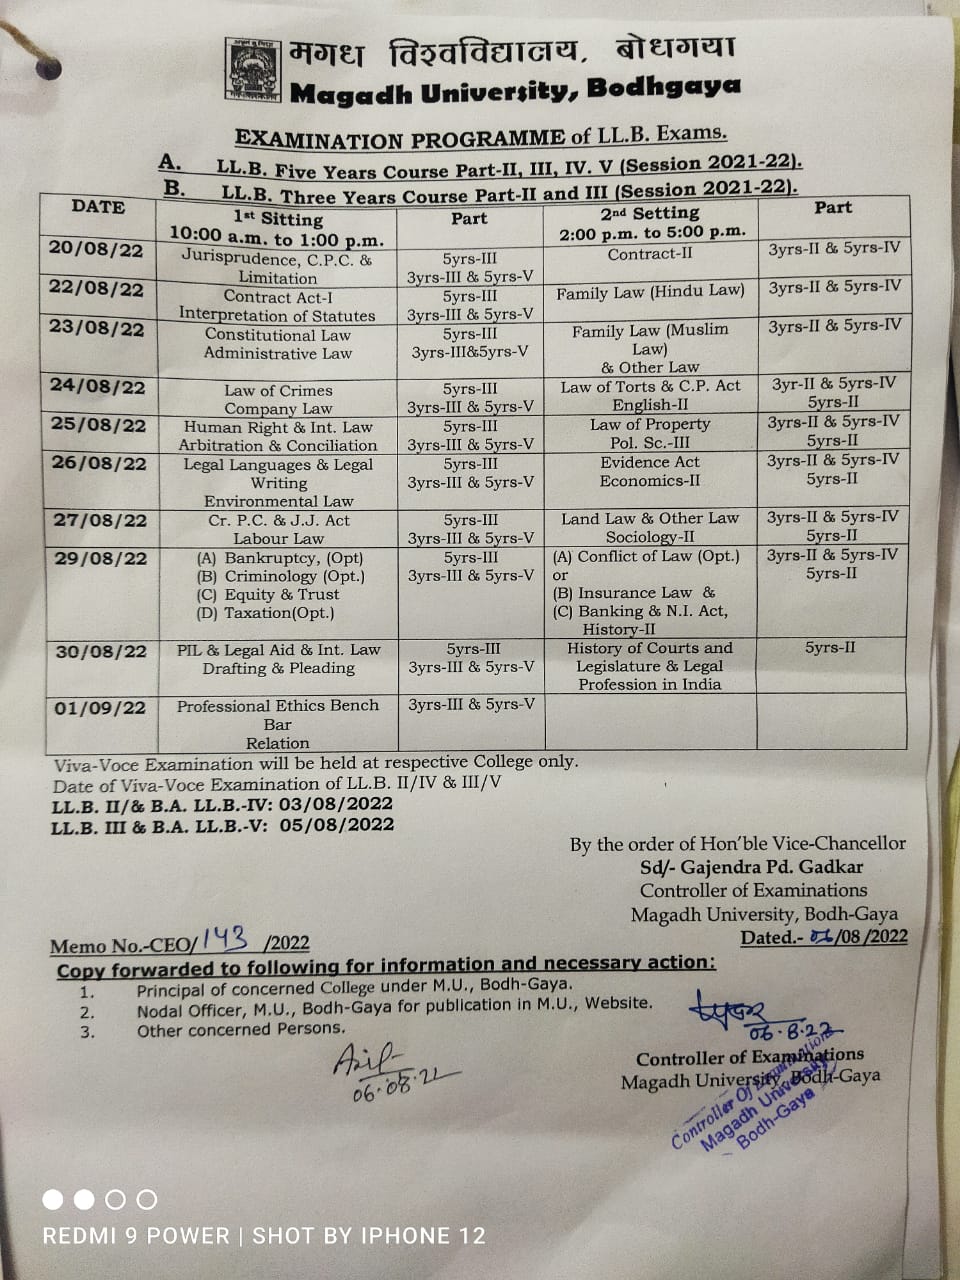 मगध विश्वविद्यालय, बोधगया
Magadh University, Bodhgaya
EXAMINATION PROGRAMME of LL.B. Exams.
A. LL.B. Five Years Course Part-II, III, IV. V (Session 2021-22).
B. LL.B. Three Years Course Part-II and III (Session 2021-22).
DATE 1st Sitting Part 2nd Setting Part
10:00 a.m. to 1:00 p.m. 2:00 p.m. to 5:00 p.m.
20/08/22 Jurisprudence, C.P.C. & 5yrs-III Contract-II 3yrs-II & 5yrs-IV
Limitation 3yrs-III & 5yrs-V
22/08/22 Contract Act-I 5yrs-III Family Law (Hindu Law) 3yrs-II & 5yrs-IV
Interpretation of Statutes 3yrs-III & 5yrs-V
23/08/22 Constitutional Law 5yrs-III Family Law (Muslim 3yrs-II & 5yrs-IV
Administrative Law 3yrs-III&5yrs-V Law)
& Other Law
24/08/22 Law of Crimes 5yrs-III Law of Torts & C.P. Act 3yr-II & 5yrs-IV
Company Law 3yrs-III & 5yrs-V English-II 5yrs-II
25/08/22 Human Right & Int. Law 5yrs-III Law of Property 3yrs-II & 5yrs-IV
Arbitration & Conciliation 3yrs-III & 5yrs-V Pol. Sc.-III 5yrs-II
26/08/22 Legal Languages & Legal 5yrs-III Evidence Act 3yrs-II & 5yrs-IV
Writing 3yrs-III & 5yrs-V Economics-II 5yrs-II
Environmental Law
27/08/22 Cr. P.C. & J.J. Act 5yrs-III Land Law & Other Law 3yrs-II & 5yrs-IV
Labour Law 3yrs-III & 5yrs-V Sociology-II 5yrs-II
29/08/22 (A) Bankruptcy, (Opt) 5yrs-III (A) Conflict of Law (Opt.) 3yrs-II & 5yrs-IV
(B) Criminology (Opt.) 3yrs-III & 5yrs-V or 5yrs-II
(C) Equity & Trust (B) Insurance Law &
(D) Taxation(Opt.) (C) Banking & N.I. Act,
History-II
30/08/22 PIL & Legal Aid & Int. Law 5yrs-III History of Courts and 5yrs-II
Drafting & Pleading 3yrs-III & 5yrs-V Legislature & Legal
Profession in India
01/09/22 Professional Ethics Bench 3yrs-III & 5yrs-V
Bar
Relation
Viva-Voce Examination will be held at respective College only.
Date of Viva-Voce Examination of LL.B. II/IV & III/V
LL.B. II/& B.A. LL.B.-IV: 03/08/2022
LL.B. III & B.A. LL.B.-V: 05/08/2022
By the order of Hon'ble Vice-Chancellor
Sd/- Gajendra Pd. Gadkar
Controller of Examinations
Magadh University, Bodh-Gaya
Memo No.-CEO/143 /2022 Dated.- 06/08/2022
Copy forwarded to following for information and necessary action:
1. Principal of concerned College under M.U., Bodh-Gaya.
2. Nodal Officer, M.U., Bodh-Gaya for publication in M.U., Website.
3. Other concerned Persons.
06.8.22
06.08.22
Controller of Examinations
Magadh University, Bodh-Gaya
Controller Of Examinations
Magadh University
Bodh-Gaya
REDMI 9 POWER | SHOT BY IPHONE 12